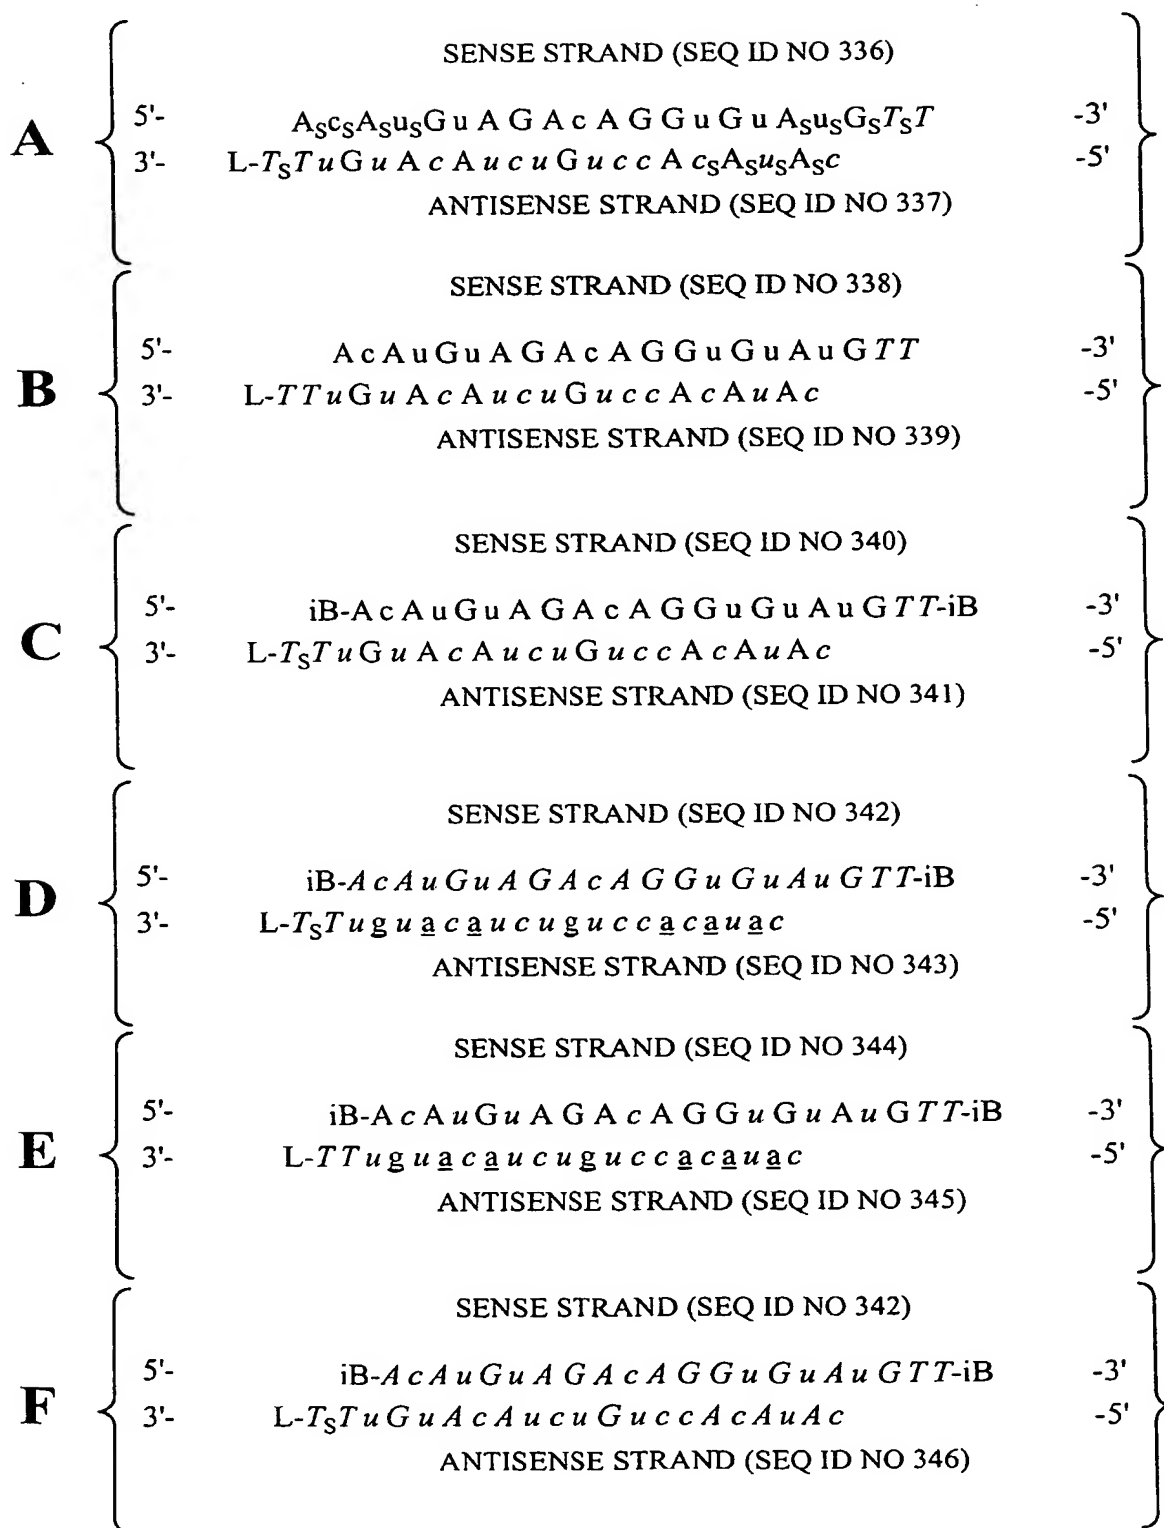 SENSE STRAND (SEQ ID NO 336)
A
5'- AscsAsusGuAGAcAGGuGuAsusGsTsT -3'
3'- L-TsTuGuAcAucuGuccAcsAsusAsc -5'
ANTISENSE STRAND (SEQ ID NO 337)
SENSE STRAND (SEQ ID NO 338)
B
5'- AcAuGuAGAcAGGuGuAuGTT -3'
3'- L-TTuGuAcAucuGuccAcAuAc -5'
ANTISENSE STRAND (SEQ ID NO 339)
SENSE STRAND (SEQ ID NO 340)
C
5'- iB-AcAuGuAGAcAGGuGuAuGTT-iB -3'
3'- L-TsTuGuAcAucuGuccAcAuAc -5'
ANTISENSE STRAND (SEQ ID NO 341)
SENSE STRAND (SEQ ID NO 342)
D
5'- iB-AcAuGuAGAcAGGuGuAuGTT-iB -3'
3'- L-TsTuguacaucuguccacauac -5'
ANTISENSE STRAND (SEQ ID NO 343)
SENSE STRAND (SEQ ID NO 344)
E
5'- iB-AcAuGuAGAcAGGuGuAuGTT-iB -3'
3'- L-TTuguacaucuguccacauac -5'
ANTISENSE STRAND (SEQ ID NO 345)
SENSE STRAND (SEQ ID NO 342)
F
5'- iB-AcAuGuAGAcAGGuGuAuGTT-iB -3'
3'- L-TsTuGuAcAucuGuccAcAuAc -5'
ANTISENSE STRAND (SEQ ID NO 346)